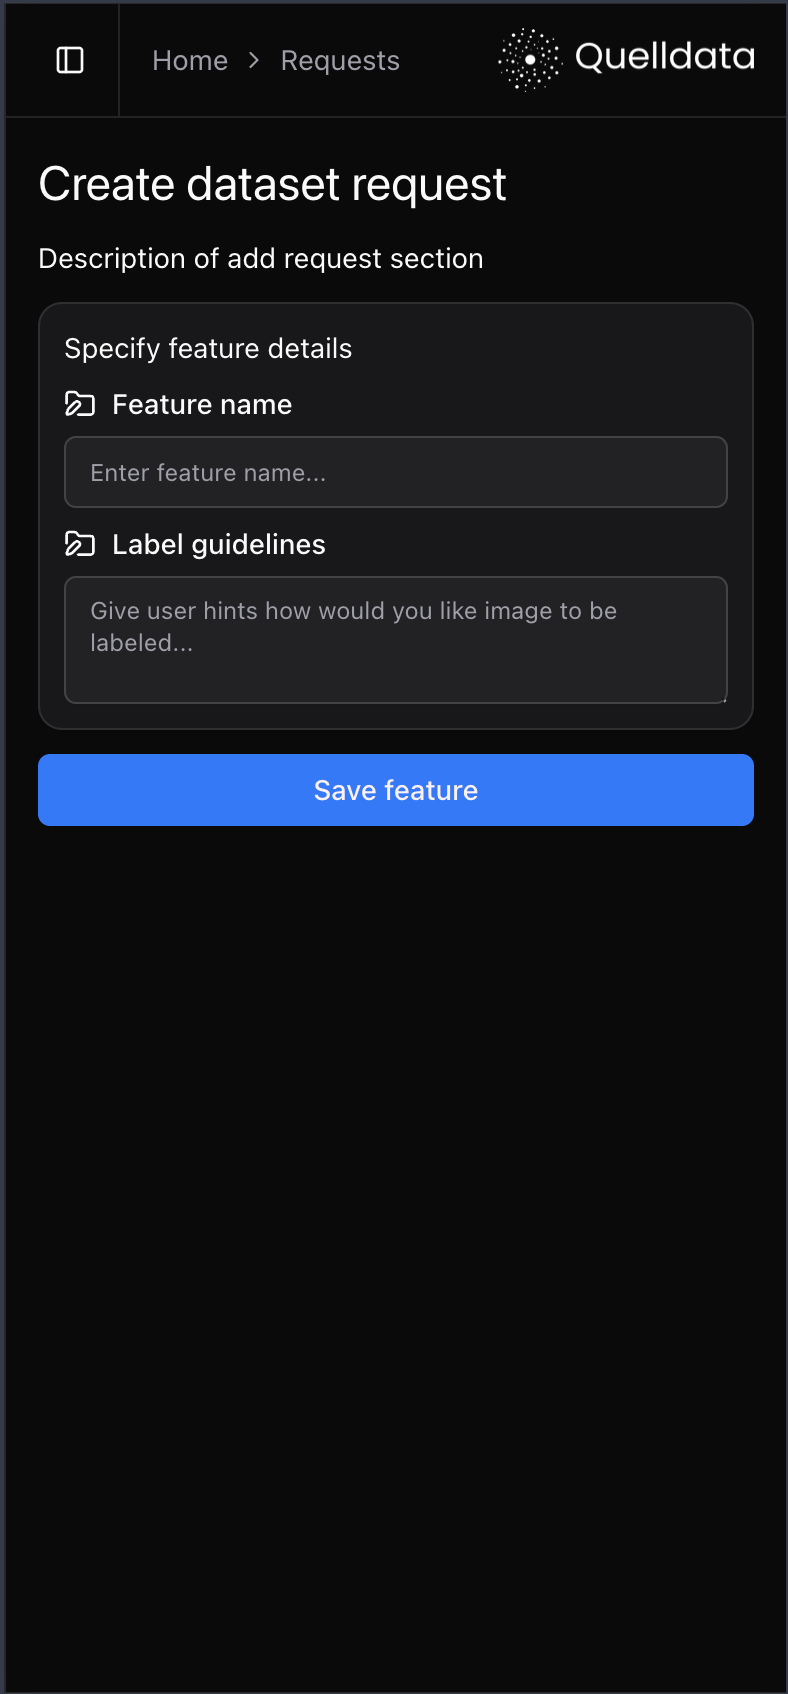 Home > Requests
Quelldata
Create dataset request
Description of add request section
Specify feature details
Feature name
Enter feature name...
Label guidelines
Give user hints how would you like image to be
labeled...
Save feature